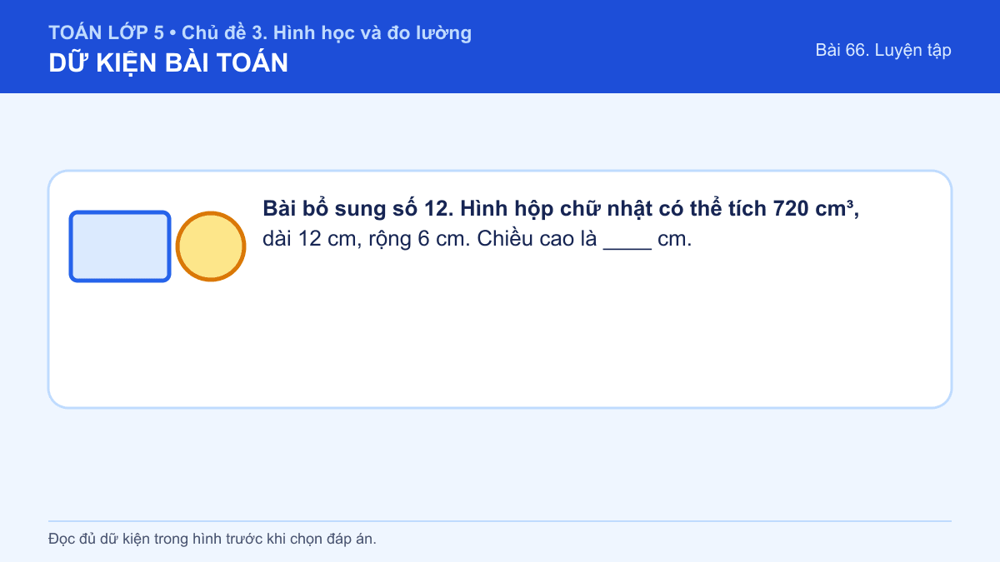 TOÁN LỚP 5 • Chủ đề 3. Hình học và đo lường
DỮ KIỆN BÀI TOÁN
Bài 66. Luyện tập
Bài bổ sung số 12. Hình hộp chữ nhật có thể tích 720 cm³,
dài 12 cm, rộng 6 cm. Chiều cao là ____ cm.
Đọc đủ dữ kiện trong hình trước khi chọn đáp án.